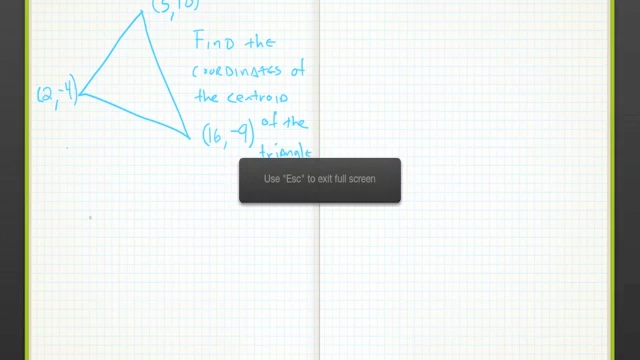 (5, 10)
Find the
coordinates of
(2, -4)
the centroid
(16, -9) of the
triangle
Use "Esc" to exit full screen